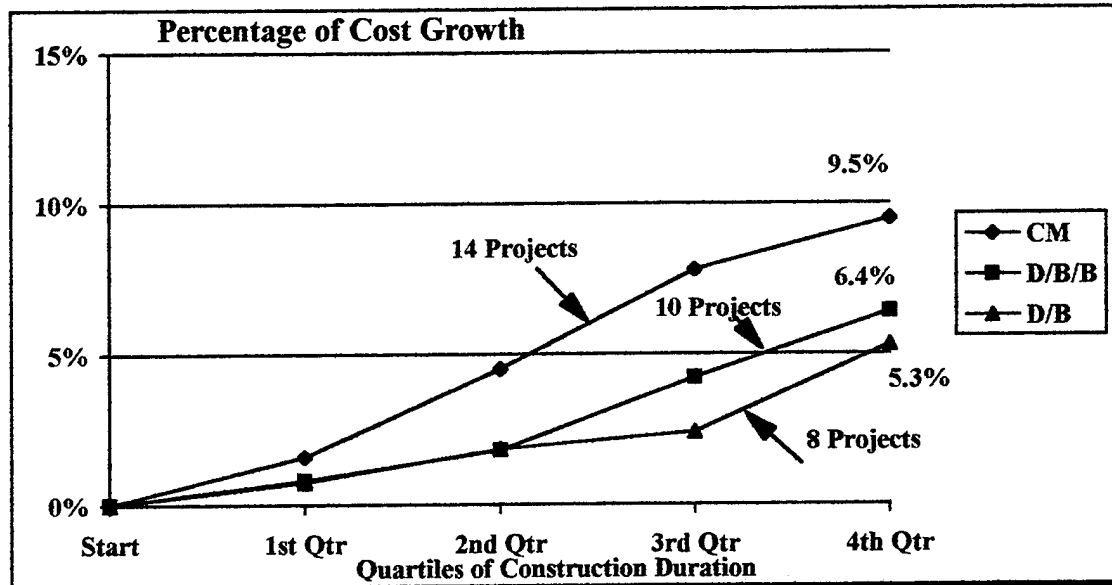 Percentage of Cost Growth
15%
9.5%
10%
14 Projects
CM
D/B/B
D/B
6.4%
10 Projects
5%
5.3%
8 Projects
0%
Start
1st Qtr
2nd Qtr
3rd Qtr
4th Qtr
Quartiles of Construction Duration